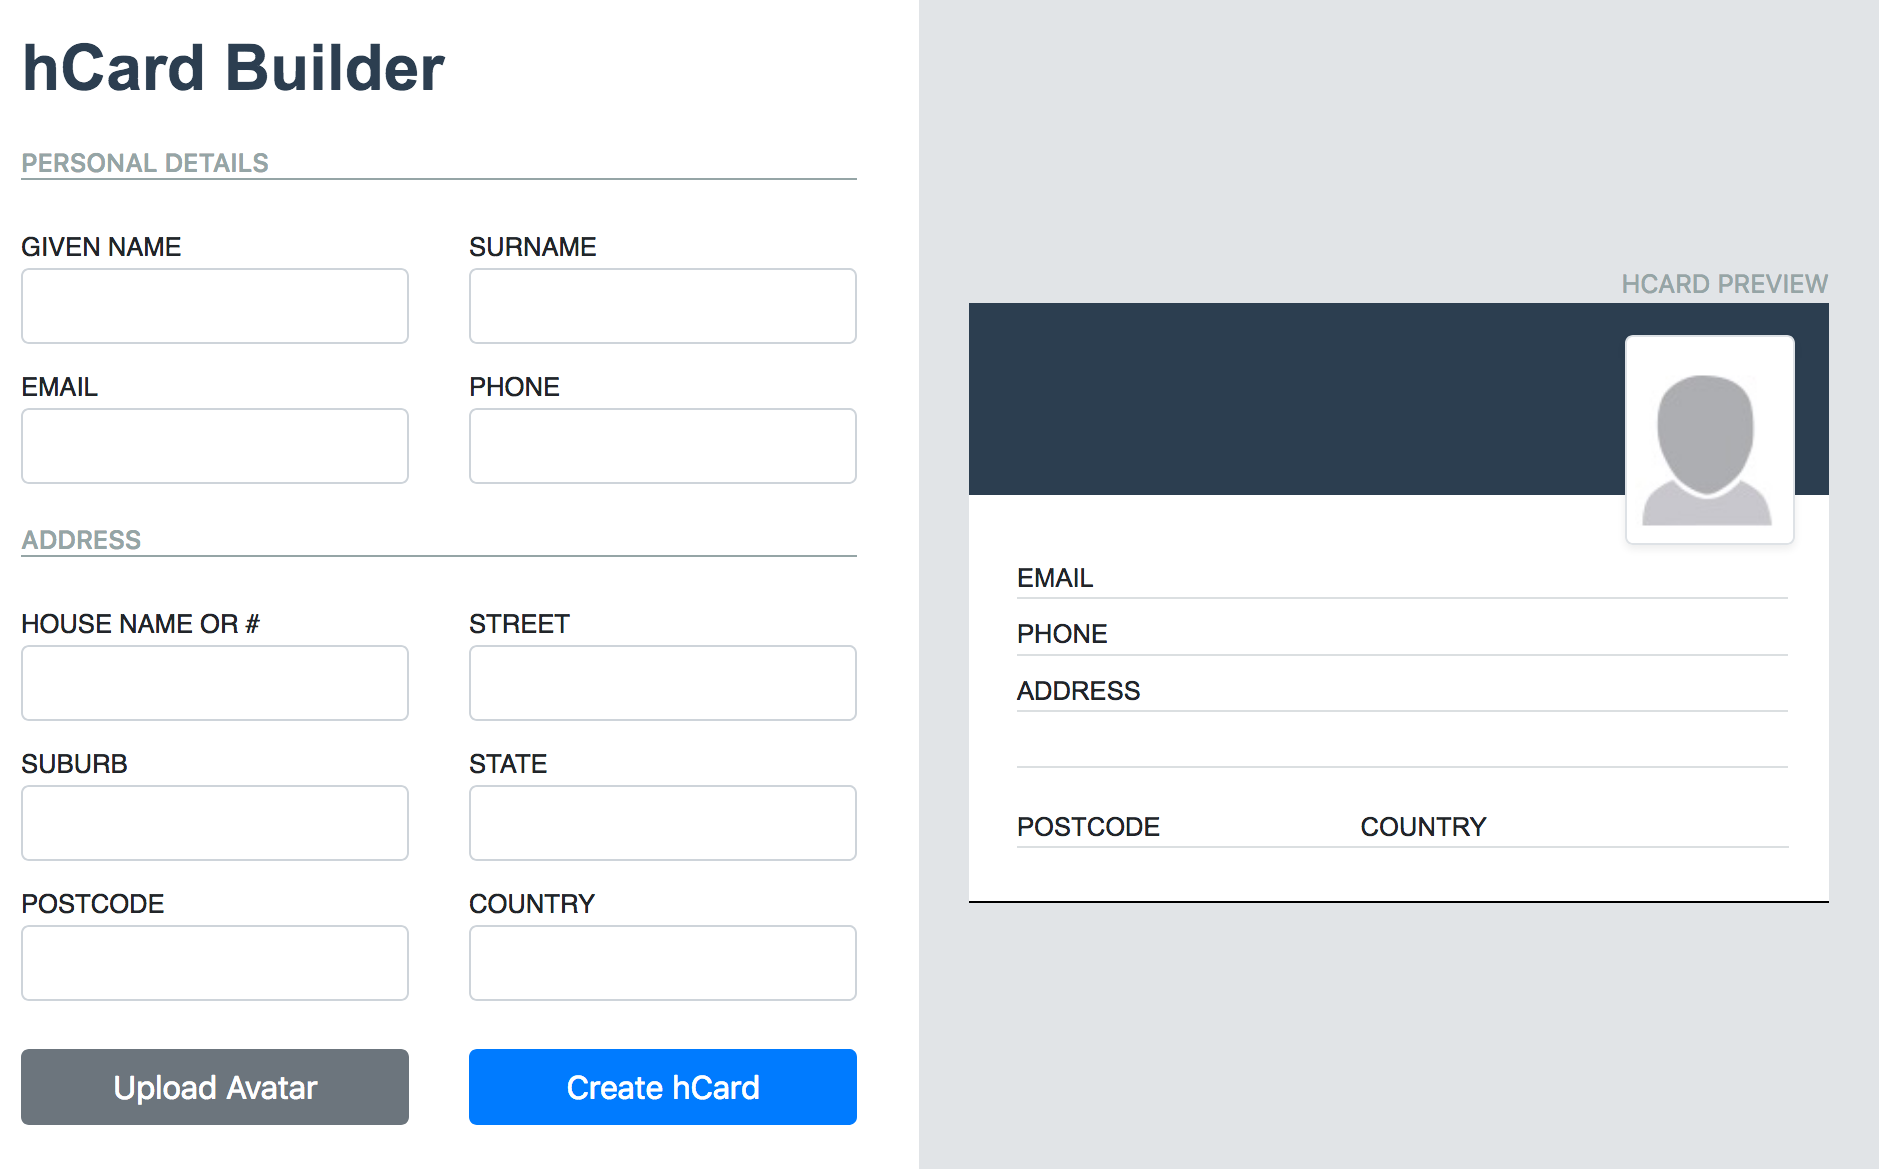 hCard Builder
PERSONAL DETAILS
GIVEN NAME SURNAME
EMAIL PHONE
ADDRESS
HOUSE NAME OR # STREET
SUBURB STATE
POSTCODE COUNTRY
Upload Avatar Create hCard
HCARD PREVIEW
EMAIL
PHONE
ADDRESS
POSTCODE COUNTRY